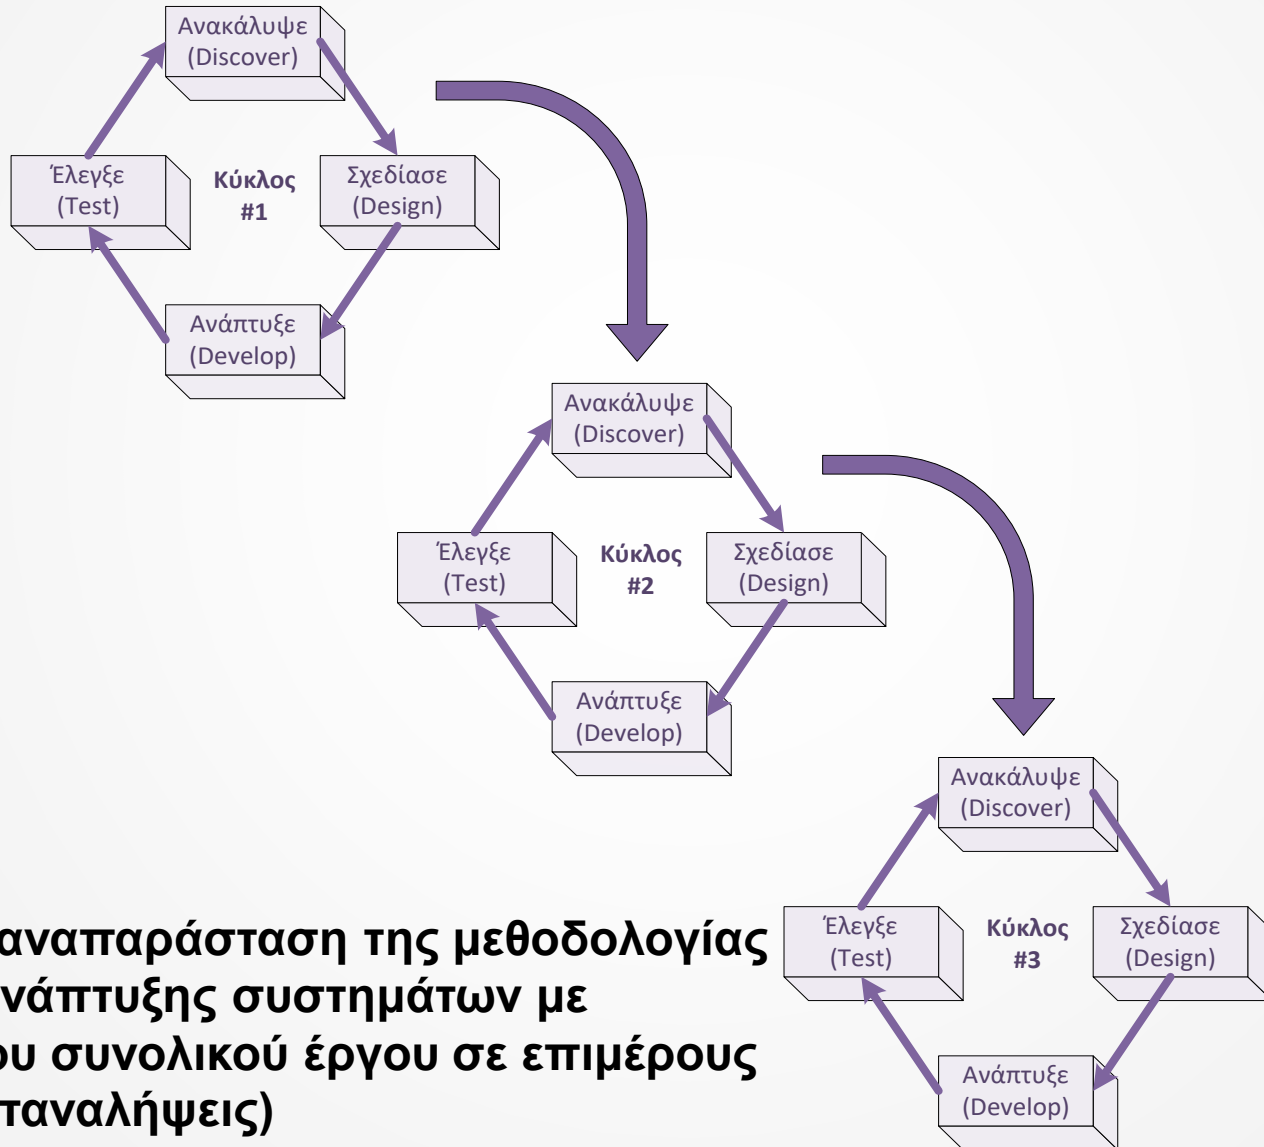 Ανακάλυψε
(Discover)
Έλεγξε
(Test)
Κύκλος
#1
Σχεδίασε
(Design)
Ανάπτυξε
(Develop)
Ανακάλυψε
(Discover)
Έλεγξε
(Test)
Κύκλος
#2
Σχεδίασε
(Design)
Ανάπτυξε
(Develop)
Ανακάλυψε
(Discover)
Έλεγξε
(Test)
Κύκλος
#3
Σχεδίασε
(Design)
Ανάπτυξε
(Develop)
αναπαράσταση της μεθοδολογίας
νάπτυξης συστημάτων με
ου συνολικού έργου σε επιμέρους
παναλήψεις)